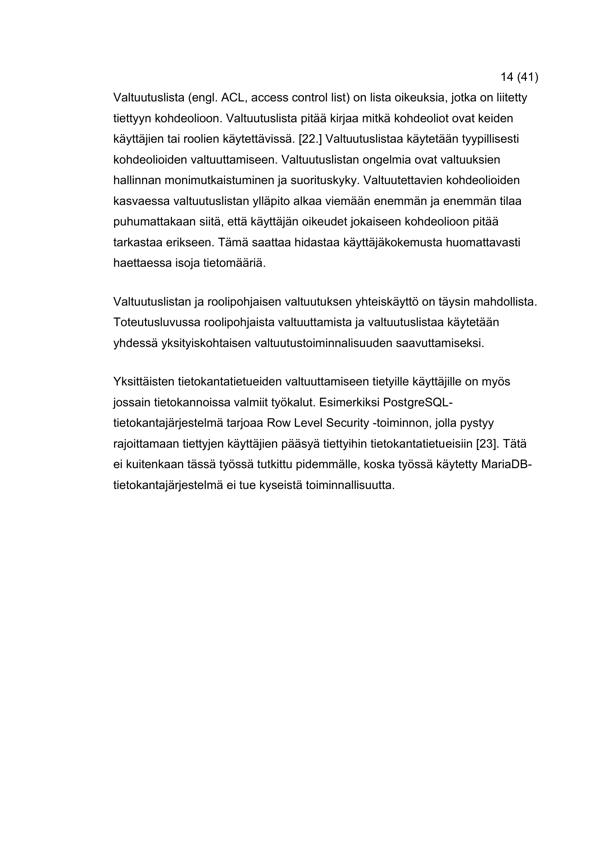 14 (41)
Valtuutuslista (engl. ACL, access control list) on lista oikeuksia, jotka on liitetty
tiettyyn kohdeolioon. Valtuutuslista pitää kirjaa mitkä kohdeoliot ovat keiden
käyttäjien tai roolien käytettävissä. [22.] Valtuutuslistaa käytetään tyypillisesti
kohdeolioiden valtuuttamiseen. Valtuutuslistan ongelmia ovat valtuuksien
hallinnan monimutkaistuminen ja suorituskyky. Valtuutettavien kohdeolioiden
kasvaessa valtuutuslistan ylläpito alkaa viemään enemmän ja enemmän tilaa
puhumattakaan siitä, että käyttäjän oikeudet jokaiseen kohdeolioon pitää
tarkastaa erikseen. Tämä saattaa hidastaa käyttäjäkokemusta huomattavasti
haettaessa isoja tietomääriä.
Valtuutuslistan ja roolipohjaisen valtuutuksen yhteiskäyttö on täysin mahdollista.
Toteutusluvussa roolipohjaista valtuuttamista ja valtuutuslistaa käytetään
yhdessä yksityiskohtaisen valtuutustoiminnalisuuden saavuttamiseksi.
Yksittäisten tietokantatietueiden valtuuttamiseen tietyille käyttäjille on myös
jossain tietokannoissa valmiit työkalut. Esimerkiksi PostgreSQL-
tietokantajärjestelmä tarjoaa Row Level Security -toiminnon, jolla pystyy
rajoittamaan tiettyjen käyttäjien pääsyä tiettyihin tietokantatietueisiin [23]. Tätä
ei kuitenkaan tässä työssä tutkittu pidemmälle, koska työssä käytetty MariaDB-
tietokantajärjestelmä ei tue kyseistä toiminnallisuutta.